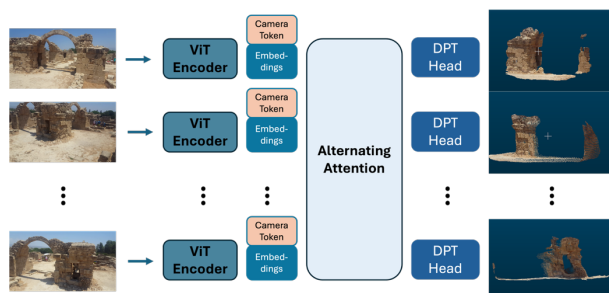 Camera
Token
ViT
Encoder
Embed-
dings
DPT
Head
Camera
Token
ViT
Encoder
Embed-
dings
DPT
Head
Alternating
Attention
Camera
Token
ViT
Encoder
Embed-
dings
DPT
Head